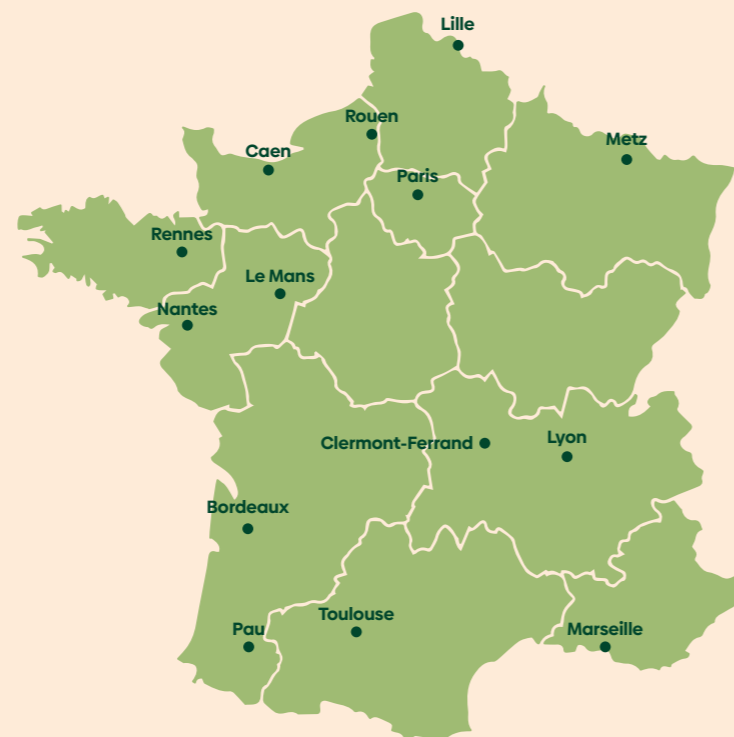 Lille
Rouen
Metz
Caen
Paris
Rennes
Le Mans
Nantes
Clermont-Ferrand
Lyon
Bordeaux
Toulouse
Pau
Marseille